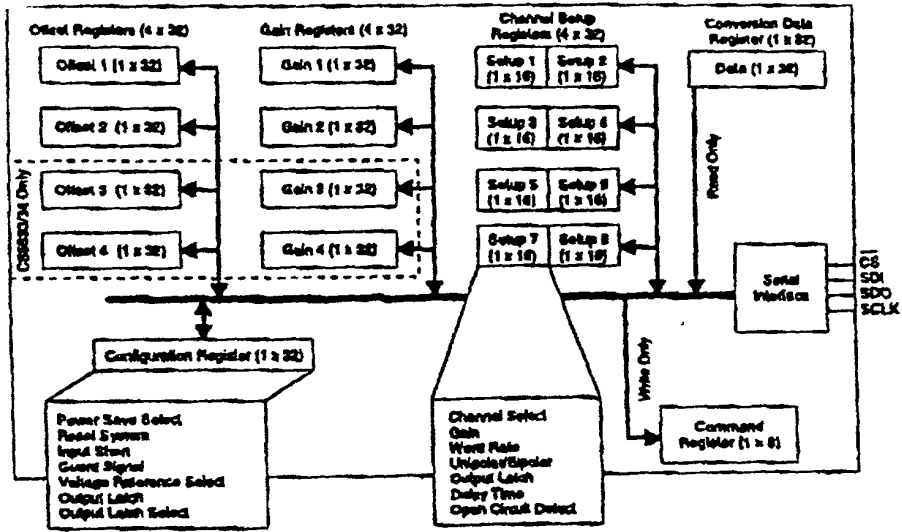 Offset Registers (4 x 32)
Offset 1 (1 x 32)
Offset 2 (1 x 32)
Offset 3 (1 x 32)
Offset 4 (1 x 32)
CS5533/34 Only
Gain Registers (4 x 32)
Gain 1 (1 x 32)
Gain 2 (1 x 32)
Gain 3 (1 x 32)
Gain 4 (1 x 32)
Channel Setup
Registers (4 x 32)
Setup 1
(1 x 16)
Setup 2
(1 x 16)
Setup 3
(1 x 16)
Setup 4
(1 x 16)
Setup 5
(1 x 16)
Setup 6
(1 x 16)
Setup 7
(1 x 16)
Setup 8
(1 x 16)
Conversion Data
Register (1 x 32)
Data (1 x 32)
Read Only
Serial
Interface
CS
SDI
SDO
SCLK
Configuration Register (1 x 32)
Power Save Select
Reset System
Input Short
Guard Signal
Voltage Reference Select
Output Latch
Output Latch Select
Channel Select
Gain
Word Rate
Unipolar/Bipolar
Output Latch
Delay Time
Open Circuit Detect
Write Only
Command
Register (1 x 8)